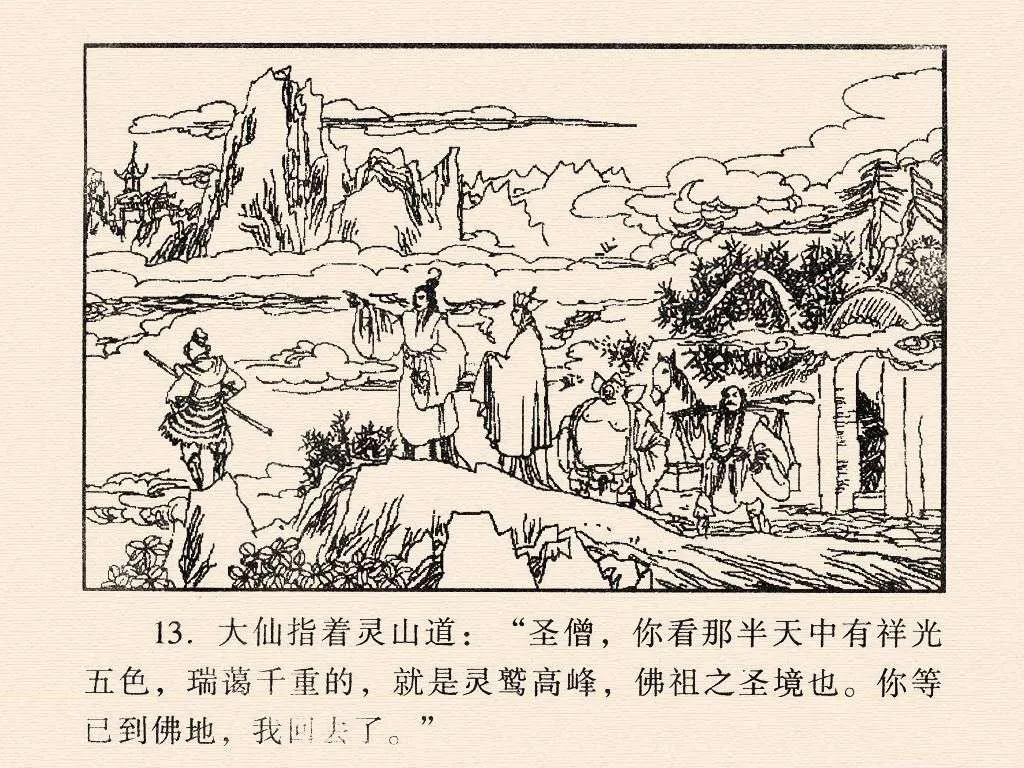 13. 大仙指着灵山道：“圣僧，你看那半天中有祥光
五色，瑞蔼千重的，就是灵鹫高峰，佛祖之圣境也。你等
已到佛地，我回去了。”